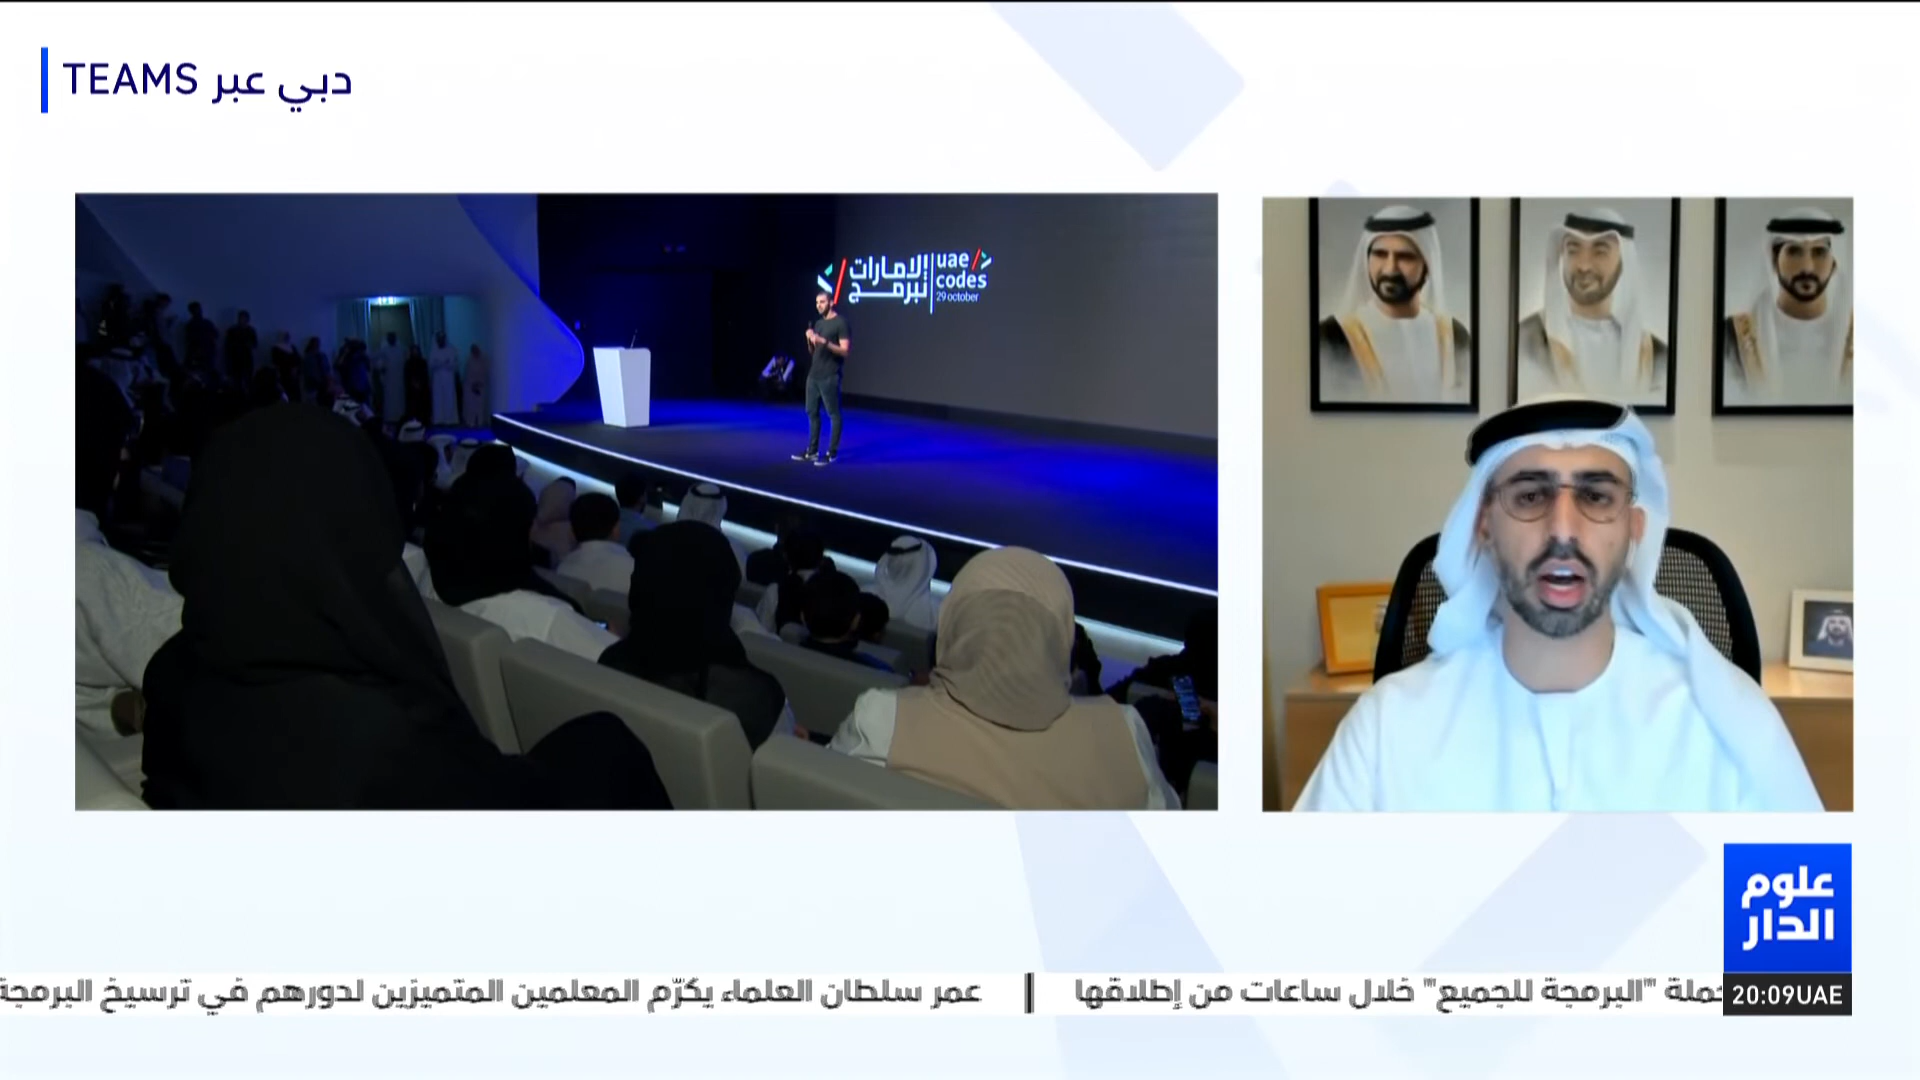 دبي عبر TEAMS
الإمارات
تبرمج
uae
codes
29 october
علوم
الدار
حملة "البرمجة للجميع" خلال ساعات من إطلاقها
عمر سلطان العلماء يكرّم المعلمين المتميزين لدورهم في ترسيخ البرمجة
20:09UAE